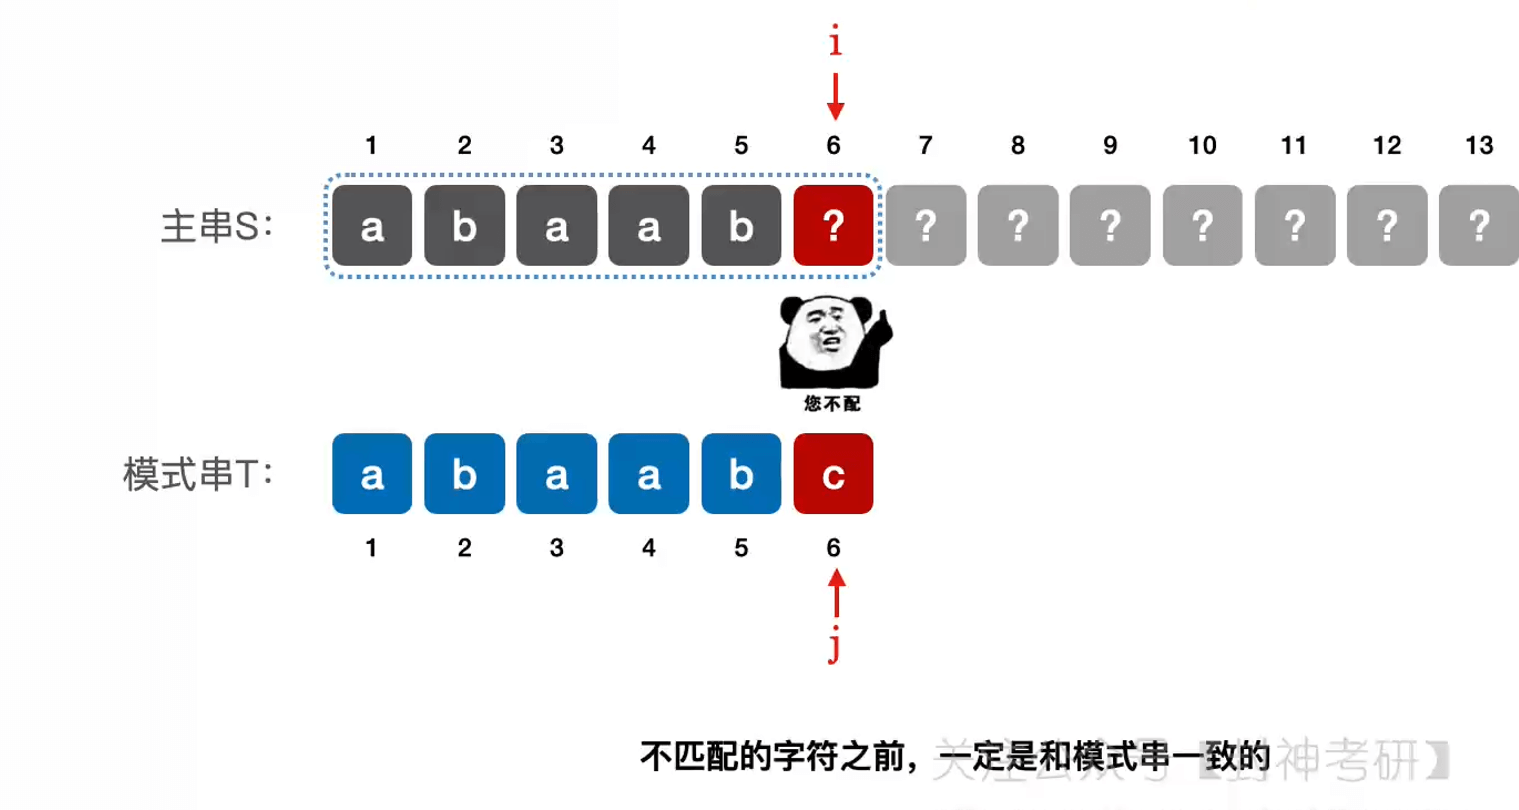 i
1 2 3 4 5 6 7 8 9 10 11 12 13
主串S： a b a a b ? ? ? ? ? ? ? ?
您不配
模式串T： a b a a b c
1 2 3 4 5 6
j
不匹配的字符之前，一定是和模式串一致的
关注公众号【封神考研】